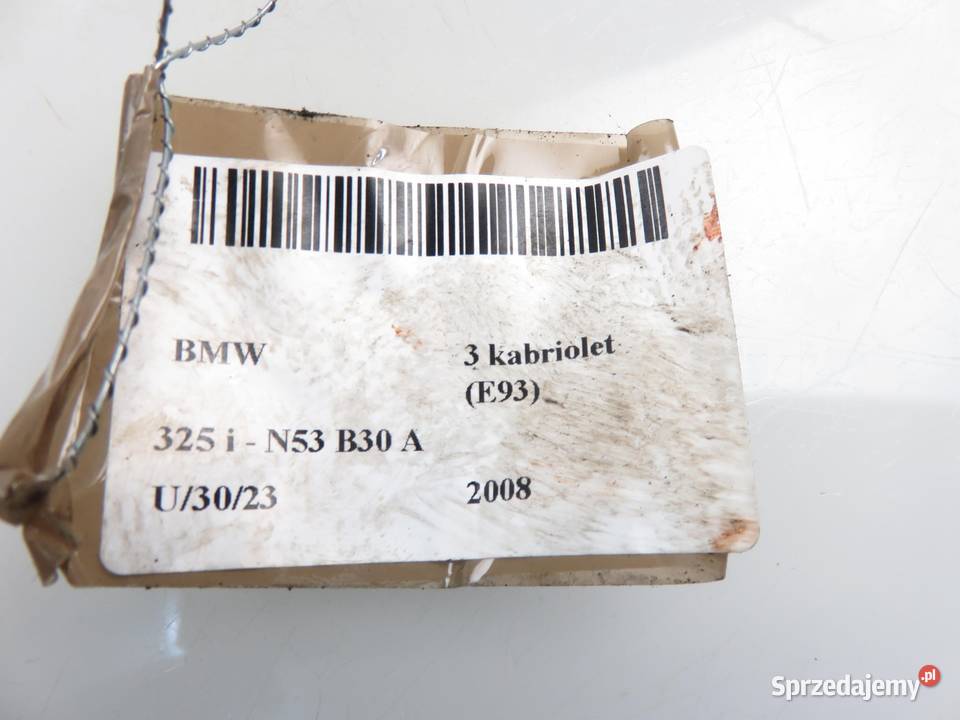 BMW 3 kabriolet
(E93)
325 i - N53 B30 A
U/30/23 2008
Sprzedajemy.pl